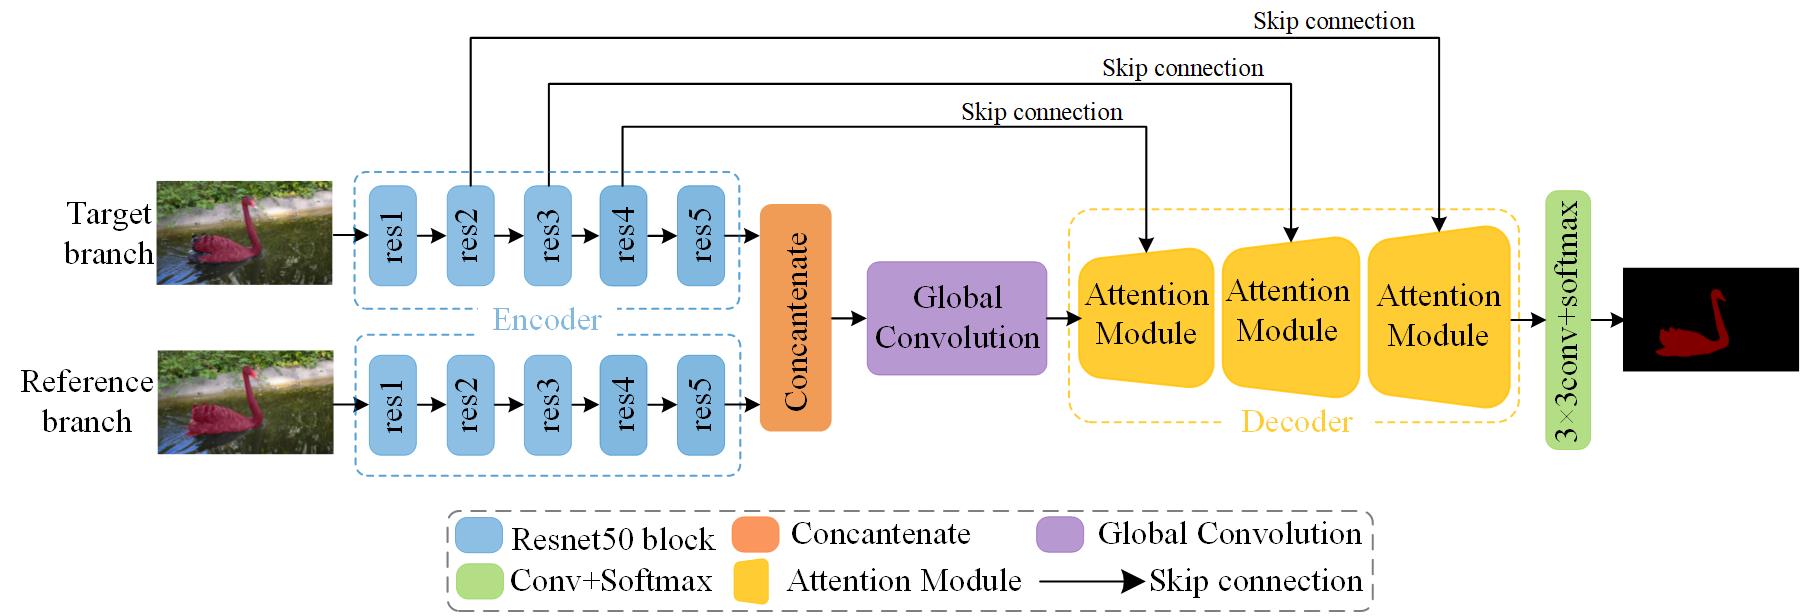 Skip connection
Skip connection
Skip connection
Target
branch
res1
res2
res3
res4
res5
Encoder
Reference
branch
res1
res2
res3
res4
res5
Concantenate
Global
Convolution
Attention
Module
Attention
Module
Attention
Module
Decoder
3×3conv+softmax
Resnet50 block
Concantenate
Global Convolution
Conv+Softmax
Attention Module
Skip connection